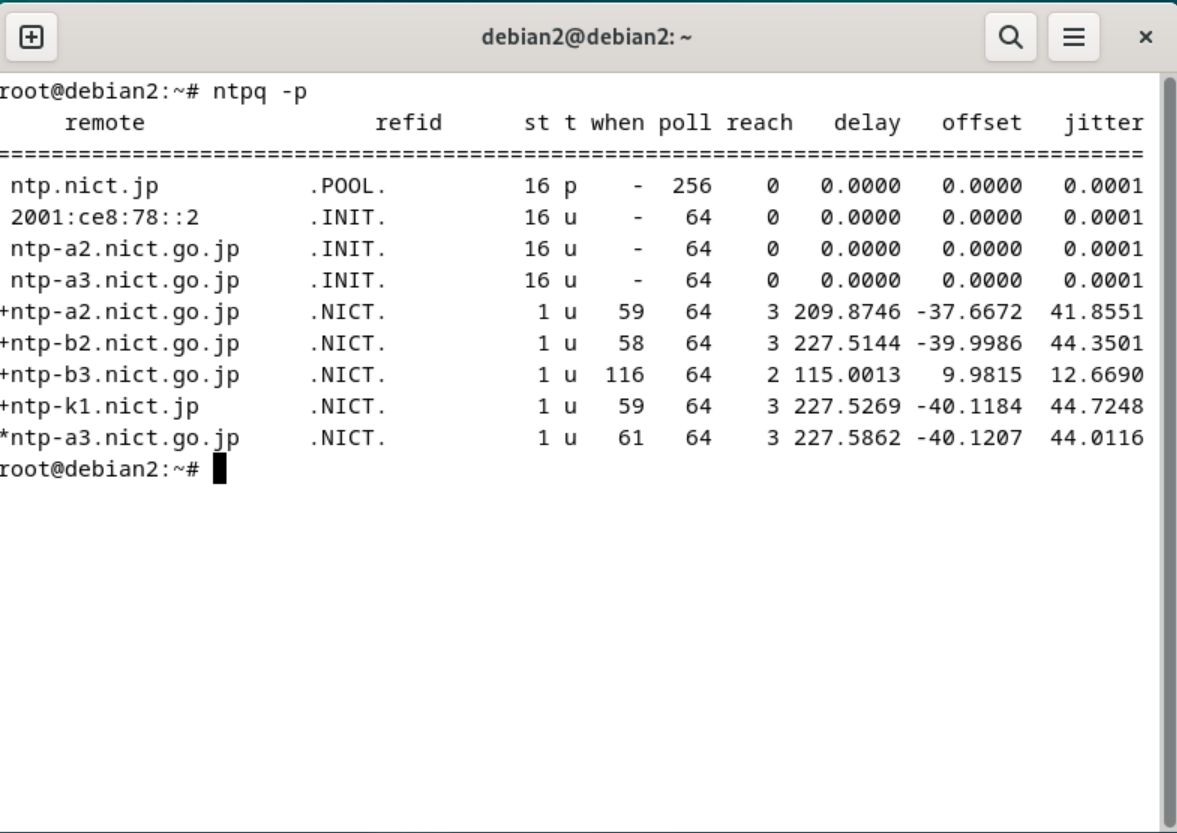 debian2@debian2: ~
root@debian2:~# ntpq -p
     remote                 refid      st t when poll reach   delay   offset   jitter
=====================================================================================
 ntp.nict.jp           .POOL.          16 p    -  256     0   0.0000   0.0000   0.0001
 2001:ce8:78::2        .INIT.          16 u    -   64     0   0.0000   0.0000   0.0001
 ntp-a2.nict.go.jp     .INIT.          16 u    -   64     0   0.0000   0.0000   0.0001
 ntp-a3.nict.go.jp     .INIT.          16 u    -   64     0   0.0000   0.0000   0.0001
+ntp-a2.nict.go.jp     .NICT.           1 u   59   64     3 209.8746 -37.6672  41.8551
+ntp-b2.nict.go.jp     .NICT.           1 u   58   64     3 227.5144 -39.9986  44.3501
+ntp-b3.nict.go.jp     .NICT.           1 u  116   64     2 115.0013   9.9815  12.6690
+ntp-k1.nict.jp        .NICT.           1 u   59   64     3 227.5269 -40.1184  44.7248
*ntp-a3.nict.go.jp     .NICT.           1 u   61   64     3 227.5862 -40.1207  44.0116
root@debian2:~#